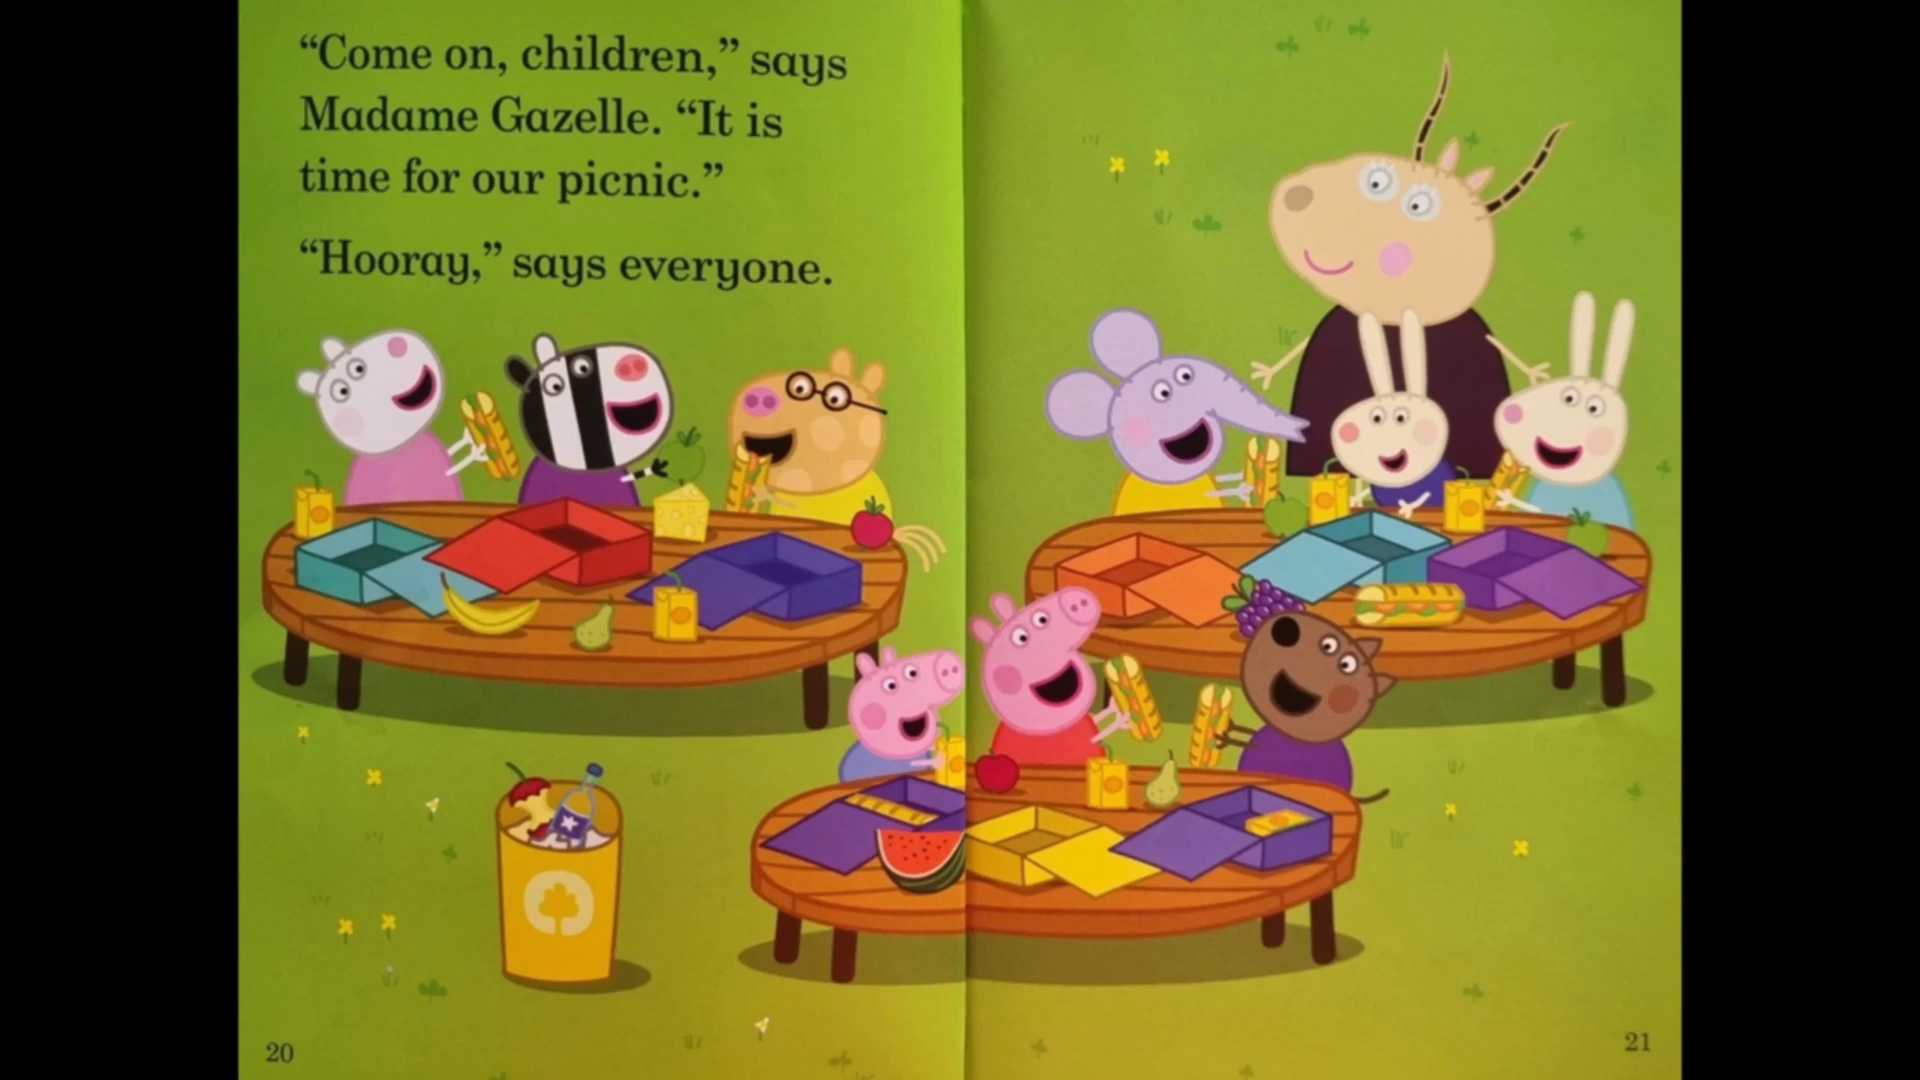 “Come on, children,” says
Madame Gazelle. “It is
time for our picnic.”
“Hooray,” says everyone.
20
21